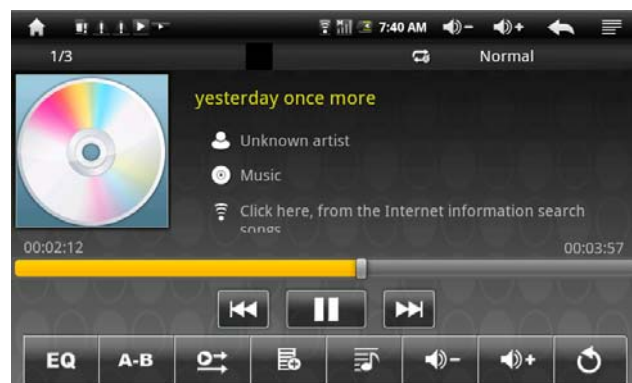 7:40 AM
1/3 Normal
yesterday once more
Unknown artist
Music
Click here, from the Internet information search
songs
00:02:12 00:03:57
EQ A-B